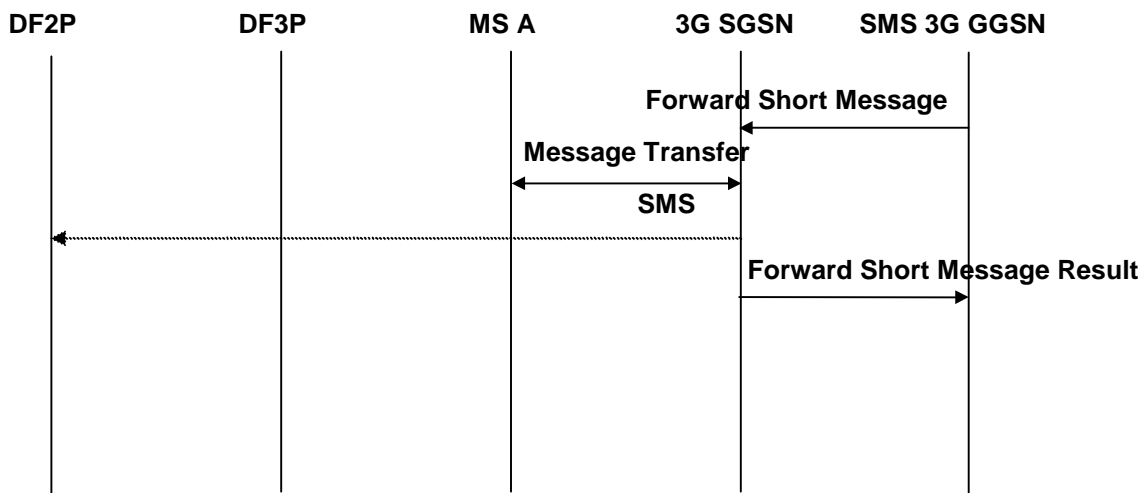 DF2P DF3P MS A 3G SGSN SMS 3G GGSN
Forward Short Message
Message Transfer
SMS
Forward Short Message Result